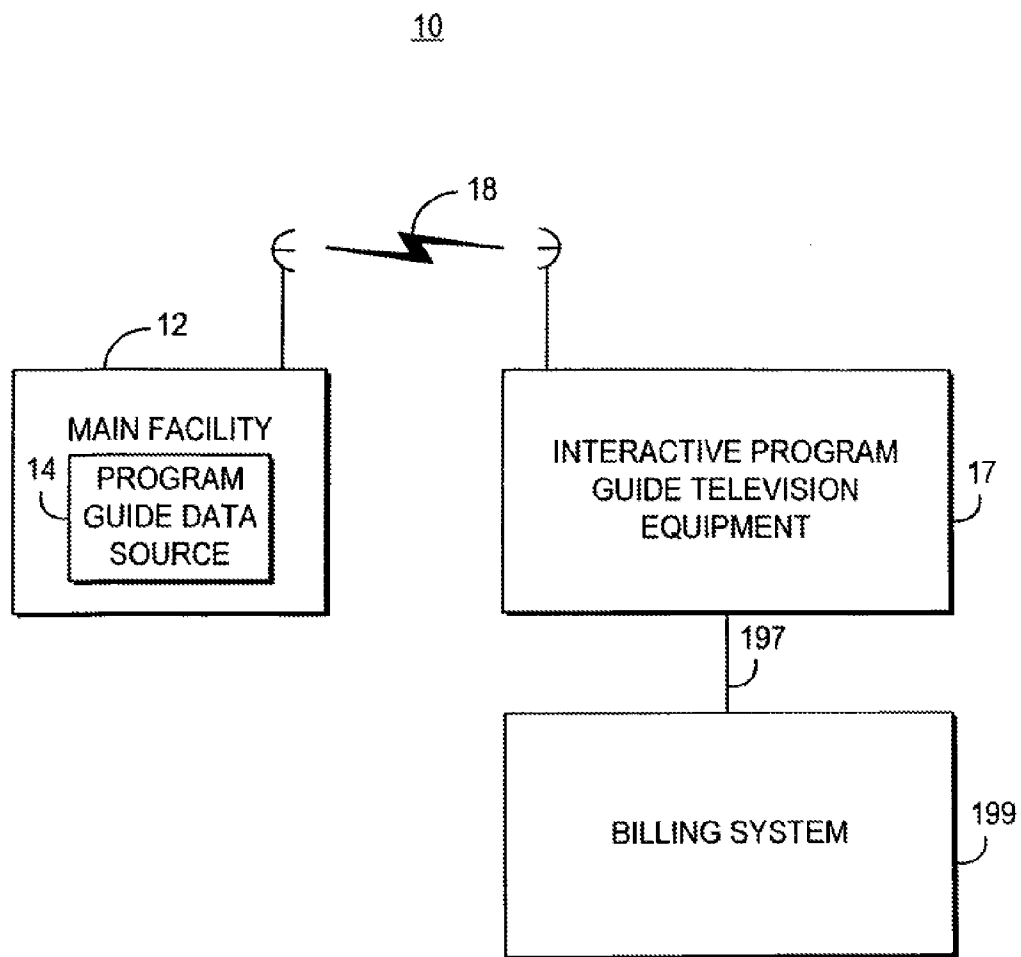 10
18
12
MAIN FACILITY
14
PROGRAM
GUIDE DATA
SOURCE
INTERACTIVE PROGRAM
GUIDE TELEVISION
EQUIPMENT
17
197
BILLING SYSTEM
199